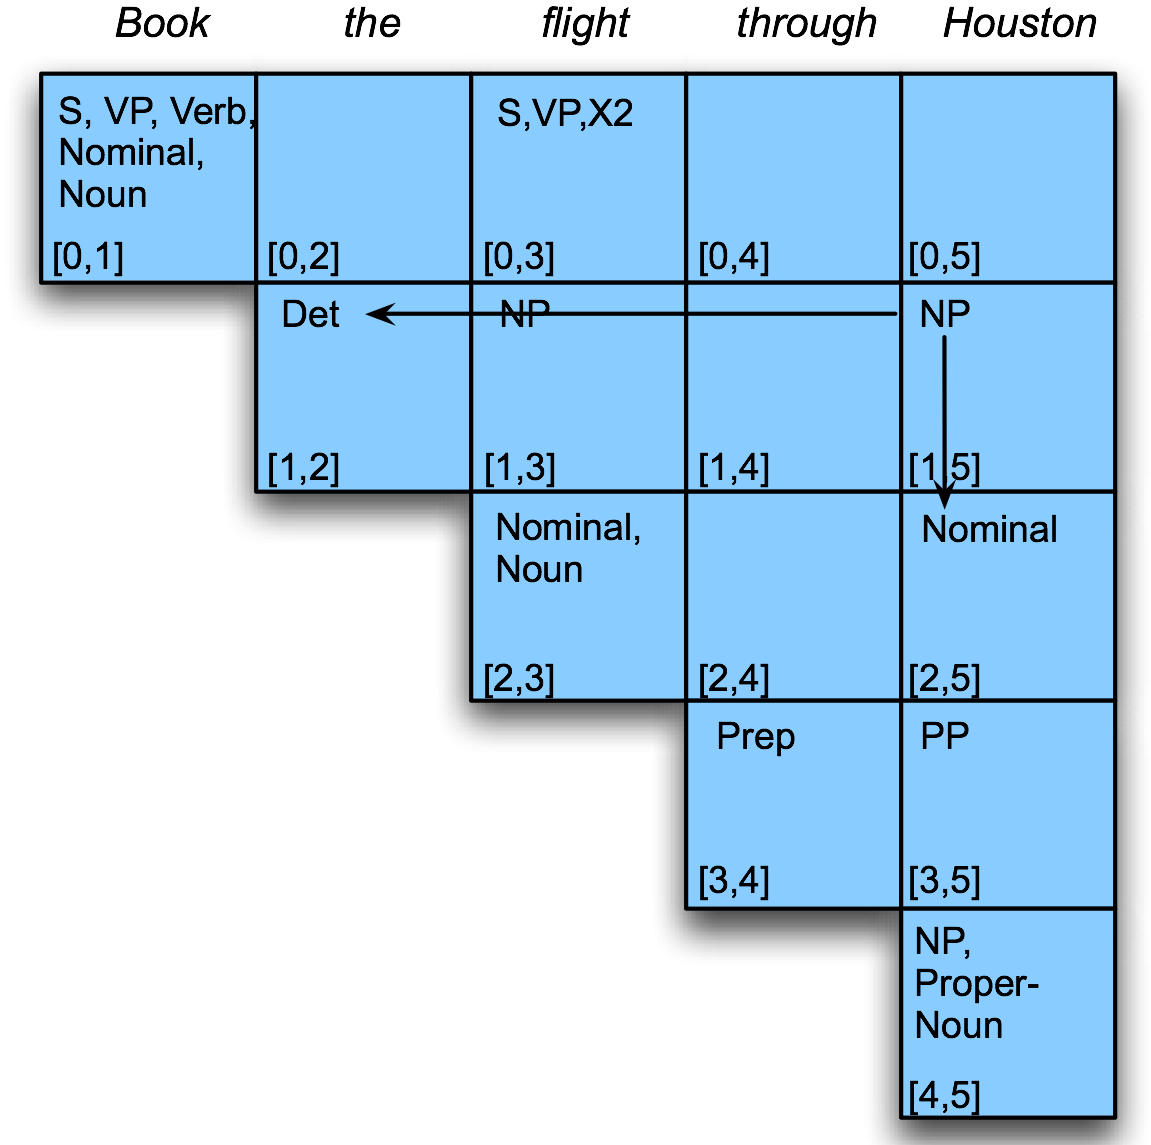 Book the flight through Houston
S, VP, Verb,
Nominal,
Noun
S,VP,X2
[0,1] [0,2] [0,3] [0,4] [0,5]
Det NP NP
[1,2] [1,3] [1,4] [1,5]
Nominal,
Noun
Nominal
[2,3] [2,4] [2,5]
Prep PP
[3,4] [3,5]
NP,
Proper-
Noun
[4,5]